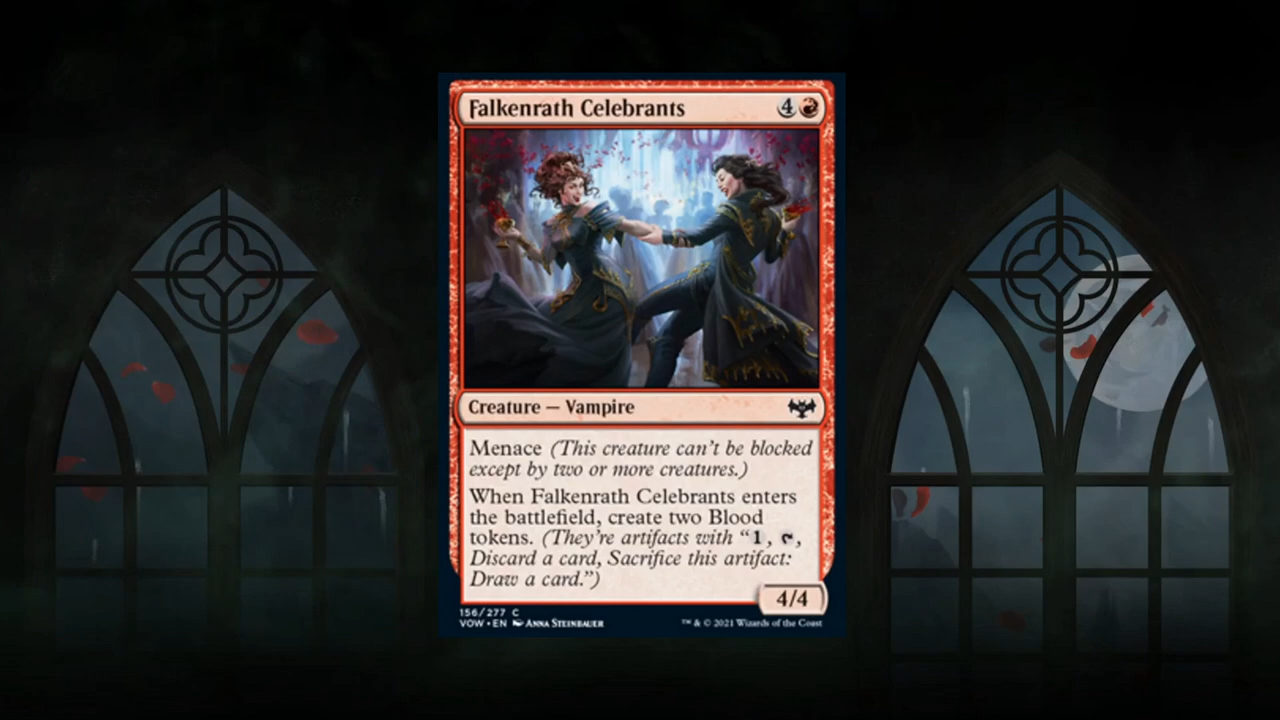 Falkenrath Celebrants 4
Creature — Vampire
Menace (This creature can't be blocked
except by two or more creatures.)
When Falkenrath Celebrants enters
the battlefield, create two Blood
tokens. (They're artifacts with “1, ,
Discard a card, Sacrifice this artifact:
Draw a card.”)
4/4
156/277 C
VOW • EN Anna Steinbauer
™ & © 2021 Wizards of the Coast